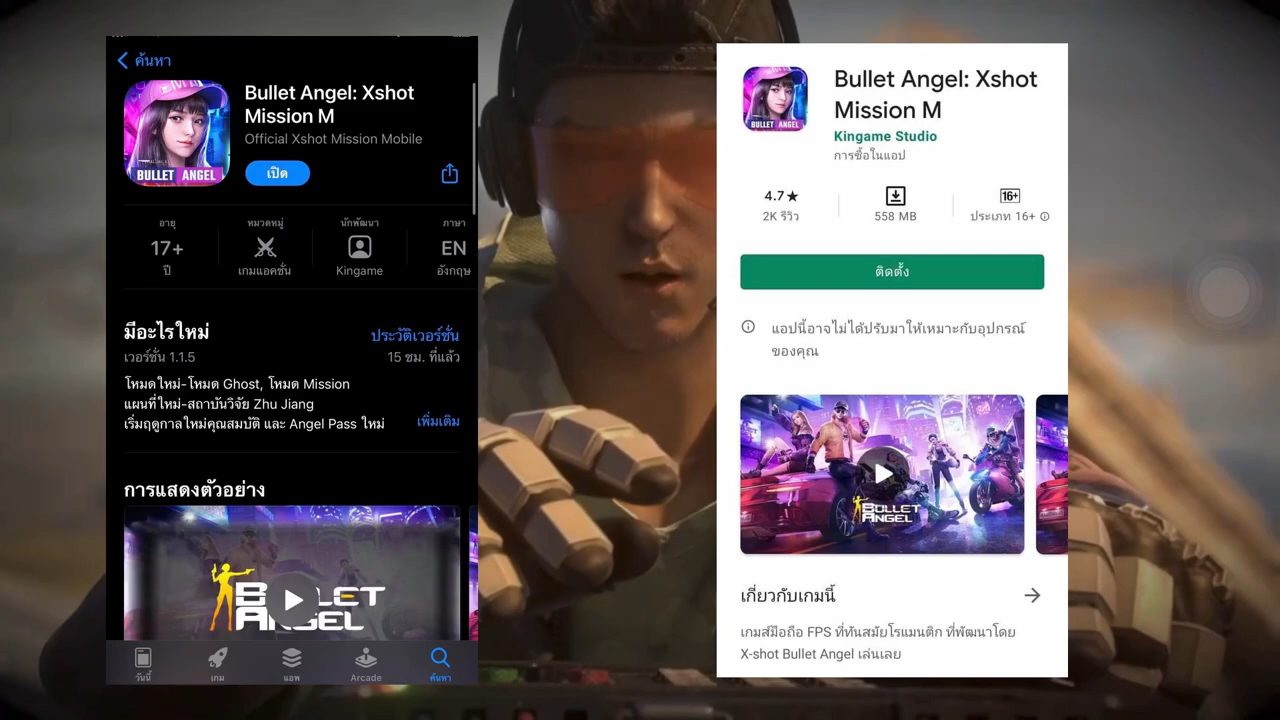 ค้นหา
Bullet Angel: Xshot
Mission M
Official Xshot Mission Mobile
เปิด
BULLET ANGEL
อายุ
17+
ปี
หมวดหมู่
เกมแอคชั่น
นักพัฒนา
Kingame
ภาษา
EN
อังกฤษ
มีอะไรใหม่
ประวัติเวอร์ชั่น
เวอร์ชั่น 1.1.5
15 ชม. ที่แล้ว
โหมดใหม่-โหมด Ghost, โหมด Mission
แผนที่ใหม่-สถาบันวิจัย Zhu Jiang
เริ่มฤดูกาลใหม่คุณสมบัติ และ Angel Pass ใหม่
เพิ่มเติม
การแสดงตัวอย่าง
BULLET
ANGEL
วันนี้
เกม
แอพ
Arcade
ค้นหา
Bullet Angel: Xshot
Mission M
BULLET ANGEL
Kingame Studio
การซื้อในแอป
4.7★
2K รีวิว
558 MB
16+
ประเภท 16+
ติดตั้ง
แอปนี้อาจไม่ได้ปรับมาให้เหมาะกับอุปกรณ์
ของคุณ
BULLET
ANGEL
เกี่ยวกับเกมนี้
เกมส์มือถือ FPS ที่ทันสมัยโรแมนติก ที่พัฒนาโดย
X-shot Bullet Angel เล่นเลย